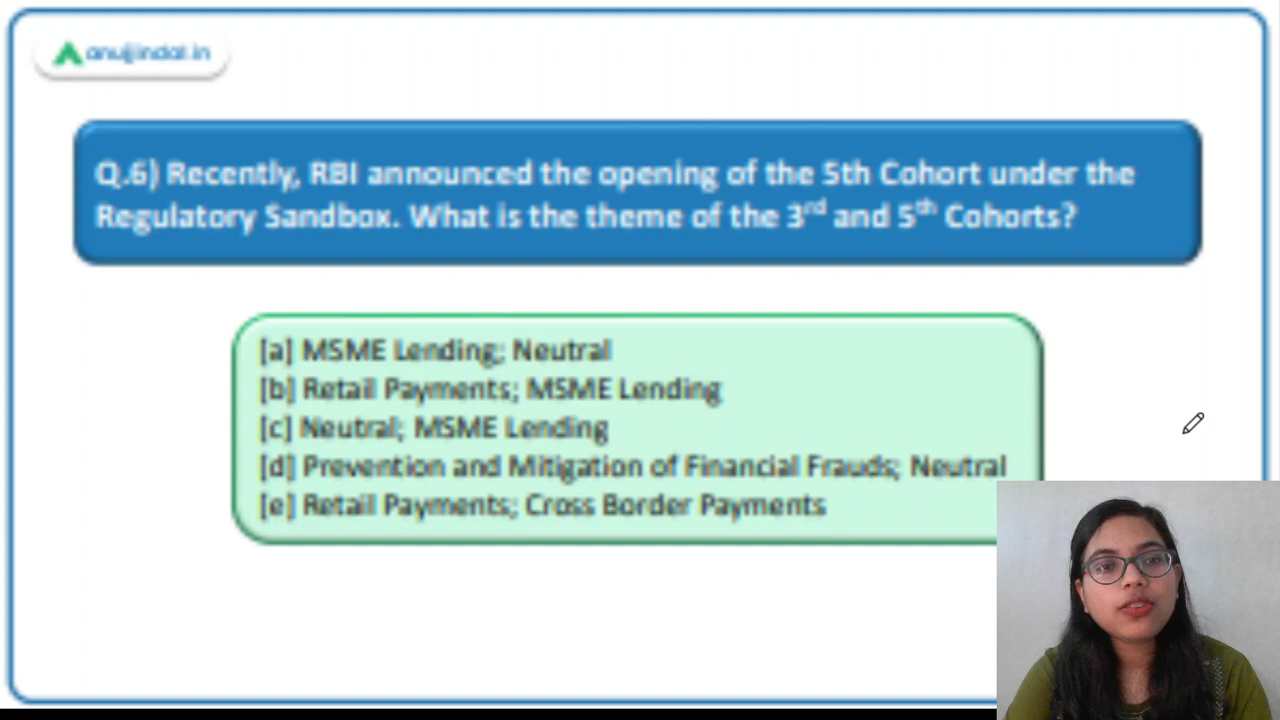 anujjindal.in
Q.6) Recently, RBI announced the opening of the 5th Cohort under the
Regulatory Sandbox. What is the theme of the 3rd and 5th Cohorts?
[a] MSME Lending; Neutral
[b] Retail Payments; MSME Lending
[c] Neutral; MSME Lending
[d] Prevention and Mitigation of Financial Frauds; Neutral
[e] Retail Payments; Cross Border Payments